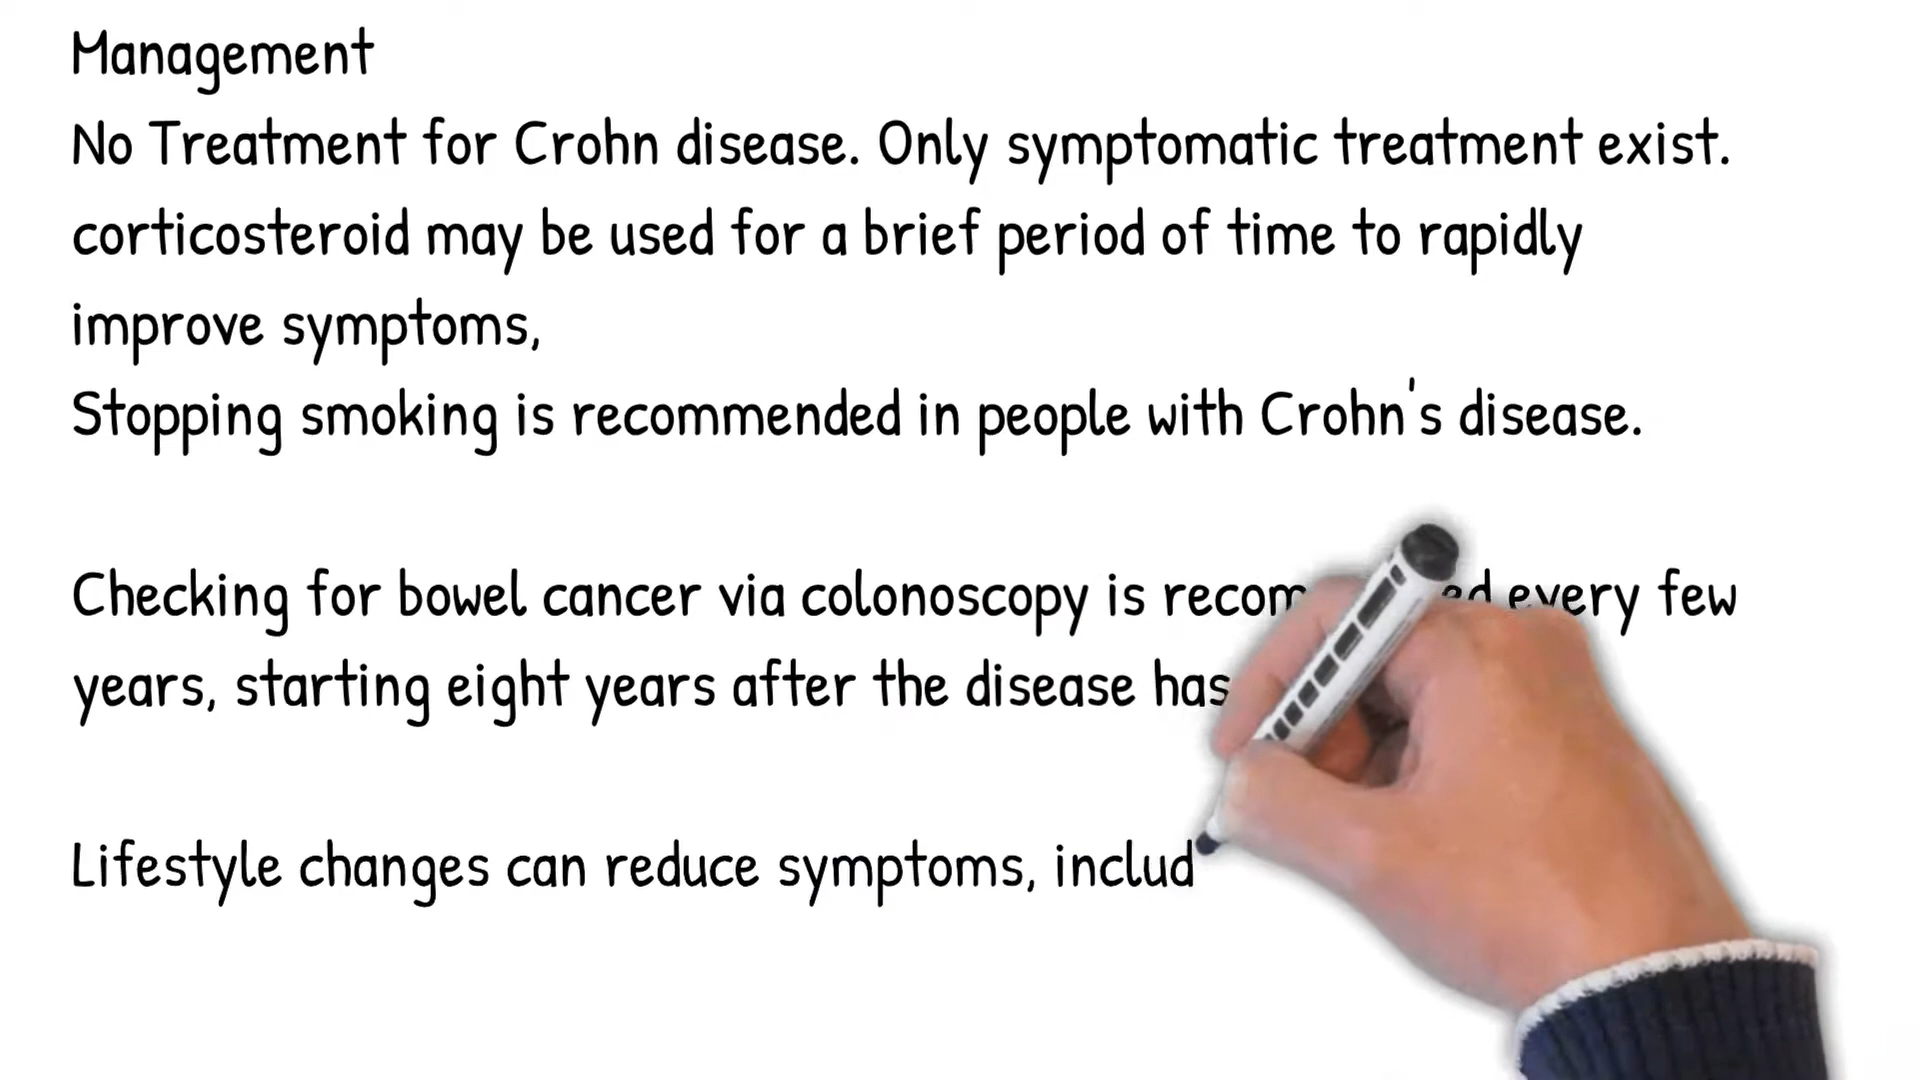 Management
No Treatment for Crohn disease. Only symptomatic treatment exist.
corticosteroid may be used for a brief period of time to rapidly
improve symptoms,
Stopping smoking is recommended in people with Crohn's disease.
Checking for bowel cancer via colonoscopy is every few
years, starting eight years after the disease has
Lifestyle changes can reduce symptoms, includ